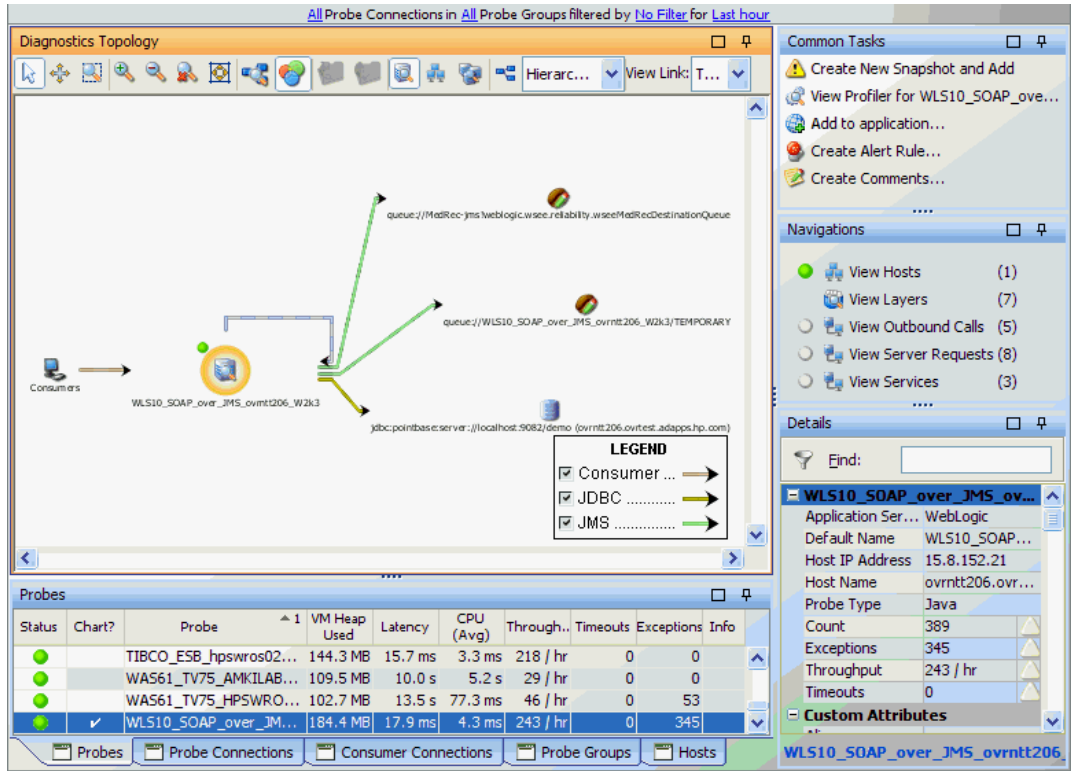 All Probe Connections in All Probe Groups filtered by No Filter for Last hour
Diagnostics Topology
Hierarc...
View Link: T...
queue://MedRec-jms!weblogic.wsee.reliability.wseeMedRecDestinationQueue
queue://WLS10_SOAP_over_JMS_ovrntt206_W2k3/TEMPORARY
Consumers
WLS10_SOAP_over_JMS_ovrntt206_W2k3
jdbc:pointbase:server://localhost:9082/demo (ovrntt206.ovrtest.adapps.hp.com)
LEGEND
Consumer ...
JDBC ............
JMS ...............
Common Tasks
Create New Snapshot and Add
View Profiler for WLS10_SOAP_ove...
Add to application...
Create Alert Rule...
Create Comments...
Navigations
View Hosts (1)
View Layers (7)
View Outbound Calls (5)
View Server Requests (8)
View Services (3)
Details
Find:
WLS10_SOAP_over_JMS_ov...
Application Ser... WebLogic
Default Name WLS10_SOAP...
Host IP Address 15.8.152.21
Host Name ovrntt206.ovr...
Probe Type Java
Count 389
Exceptions 345
Throughput 243 / hr
Timeouts 0
Custom Attributes
WLS10_SOAP_over_JMS_ovrntt206_
Probes
Status Chart? Probe 1 VM Heap Used Latency CPU (Avg) Through... Timeouts Exceptions Info
TIBCO_ESB_hpswros02... 144.3 MB 15.7 ms 3.3 ms 218 / hr 0 0
WAS61_TV75_AMKILAB... 109.5 MB 10.0 s 5.2 s 29 / hr 0 0
WAS61_TV75_HPSWRO... 102.7 MB 13.5 s 77.3 ms 46 / hr 0 53
WLS10_SOAP_over_JM... 184.4 MB 17.9 ms 4.3 ms 243 / hr 0 345
Probes Probe Connections Consumer Connections Probe Groups Hosts